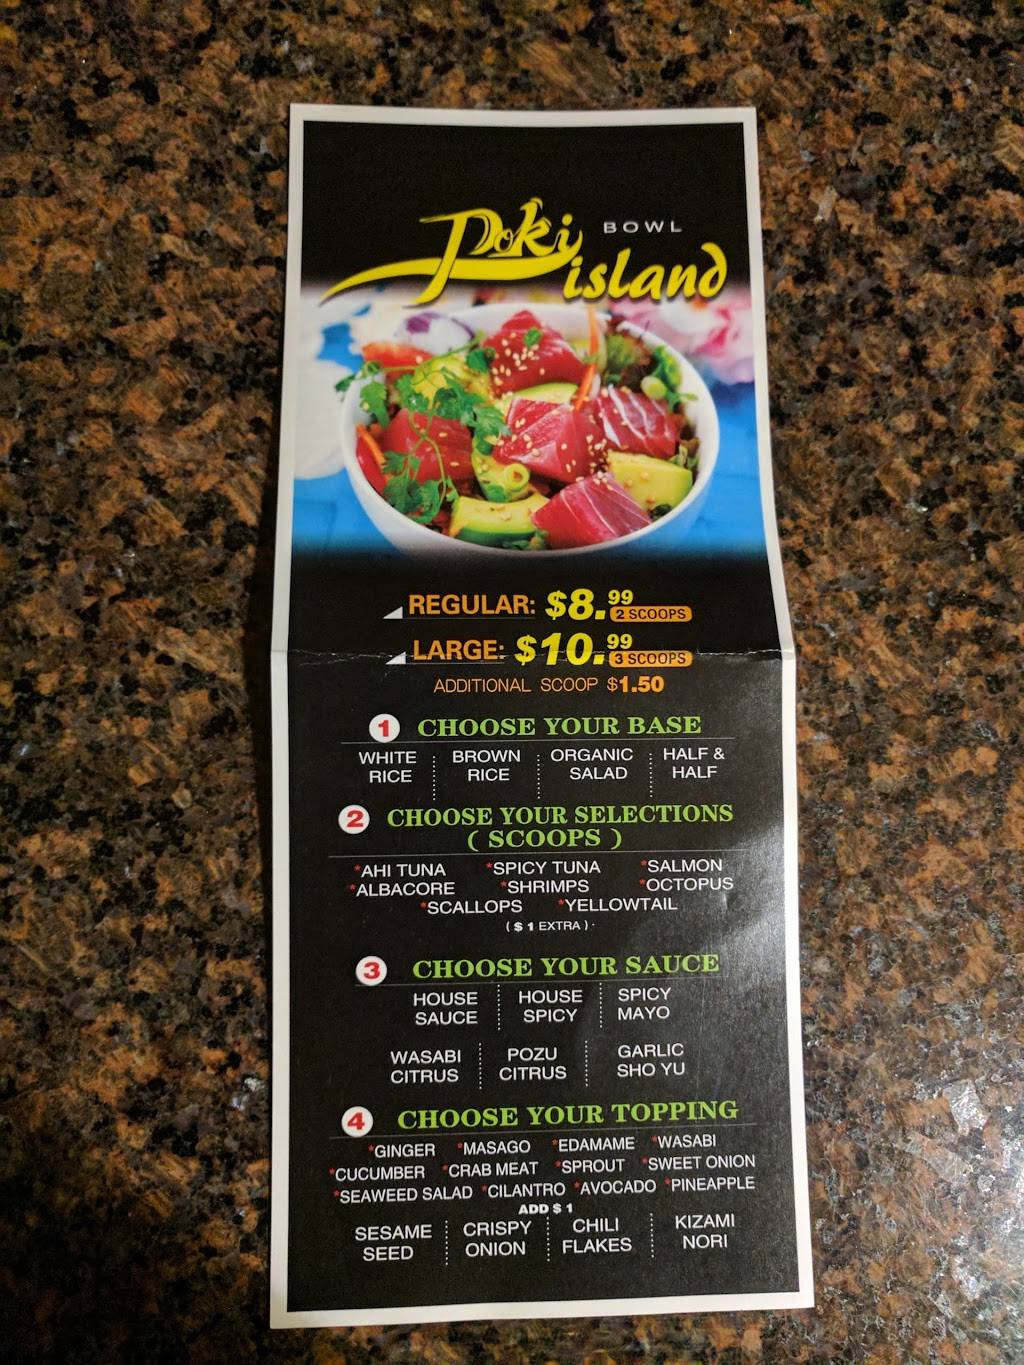 Poki BOWL
island
REGULAR: $8.99 2 SCOOPS
LARGE: $10.99 3 SCOOPS
ADDITIONAL SCOOP $1.50
1 CHOOSE YOUR BASE
WHITE RICE BROWN RICE ORGANIC SALAD HALF & HALF
2 CHOOSE YOUR SELECTIONS
( SCOOPS )
*AHI TUNA *SPICY TUNA *SALMON
*ALBACORE *SHRIMPS *OCTOPUS
*SCALLOPS *YELLOWTAIL
( $ 1 EXTRA )
3 CHOOSE YOUR SAUCE
HOUSE SAUCE HOUSE SPICY SPICY MAYO
WASABI CITRUS POZU CITRUS GARLIC SHO YU
4 CHOOSE YOUR TOPPING
*GINGER *MASAGO *EDAMAME *WASABI
*CUCUMBER *CRAB MEAT *SPROUT *SWEET ONION
*SEAWEED SALAD *CILANTRO *AVOCADO *PINEAPPLE
ADD $ 1
SESAME SEED CRISPY ONION CHILI FLAKES KIZAMI NORI